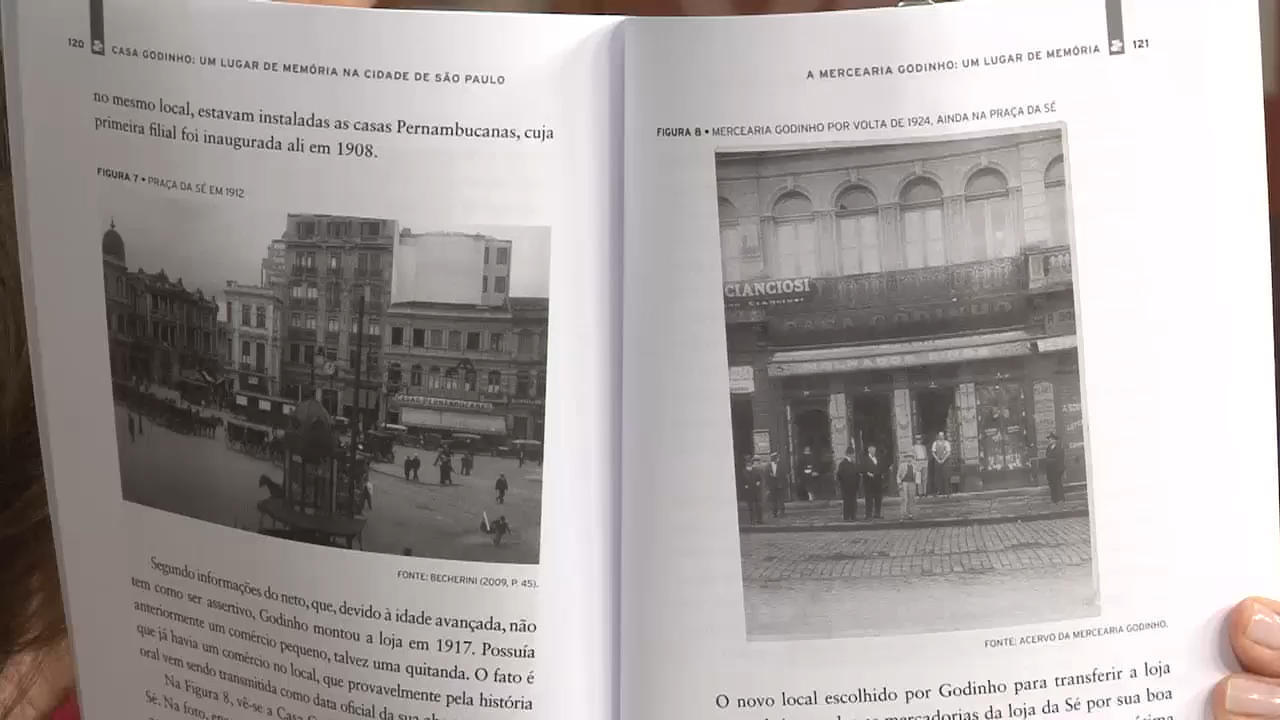 120
CASA GODINHO: UM LUGAR DE MEMÓRIA NA CIDADE DE SÃO PAULO
no mesmo local, estavam instaladas as casas Pernambucanas, cuja
primeira filial foi inaugurada ali em 1908.
FIGURA 7 • PRAÇA DA SÉ EM 1912
CASAS PERNAMBUCANAS
FONTE: BECHERINI (2009, P. 45).
Segundo informações do neto, que, devido à idade avançada, não
tem como ser assertivo, Godinho montou a loja em 1917. Possuía
anteriormente um comércio pequeno, talvez uma quitanda. O fato é
que já havia um comércio no local, que provavelmente pela história
oral vem sendo transmitida como data oficial da sua
Na Figura 8, vê-se a Casa
Sé. Na foto,
A MERCEARIA GODINHO: UM LUGAR DE MEMÓRIA
121
FIGURA 8 • MERCEARIA GODINHO POR VOLTA DE 1924, AINDA NA PRAÇA DA SÉ
CIANCIOSI
FONTE: ACERVO DA MERCEARIA GODINHO.
O novo local escolhido por Godinho para transferir a loja
mercadorias da loja da Sé por sua boa